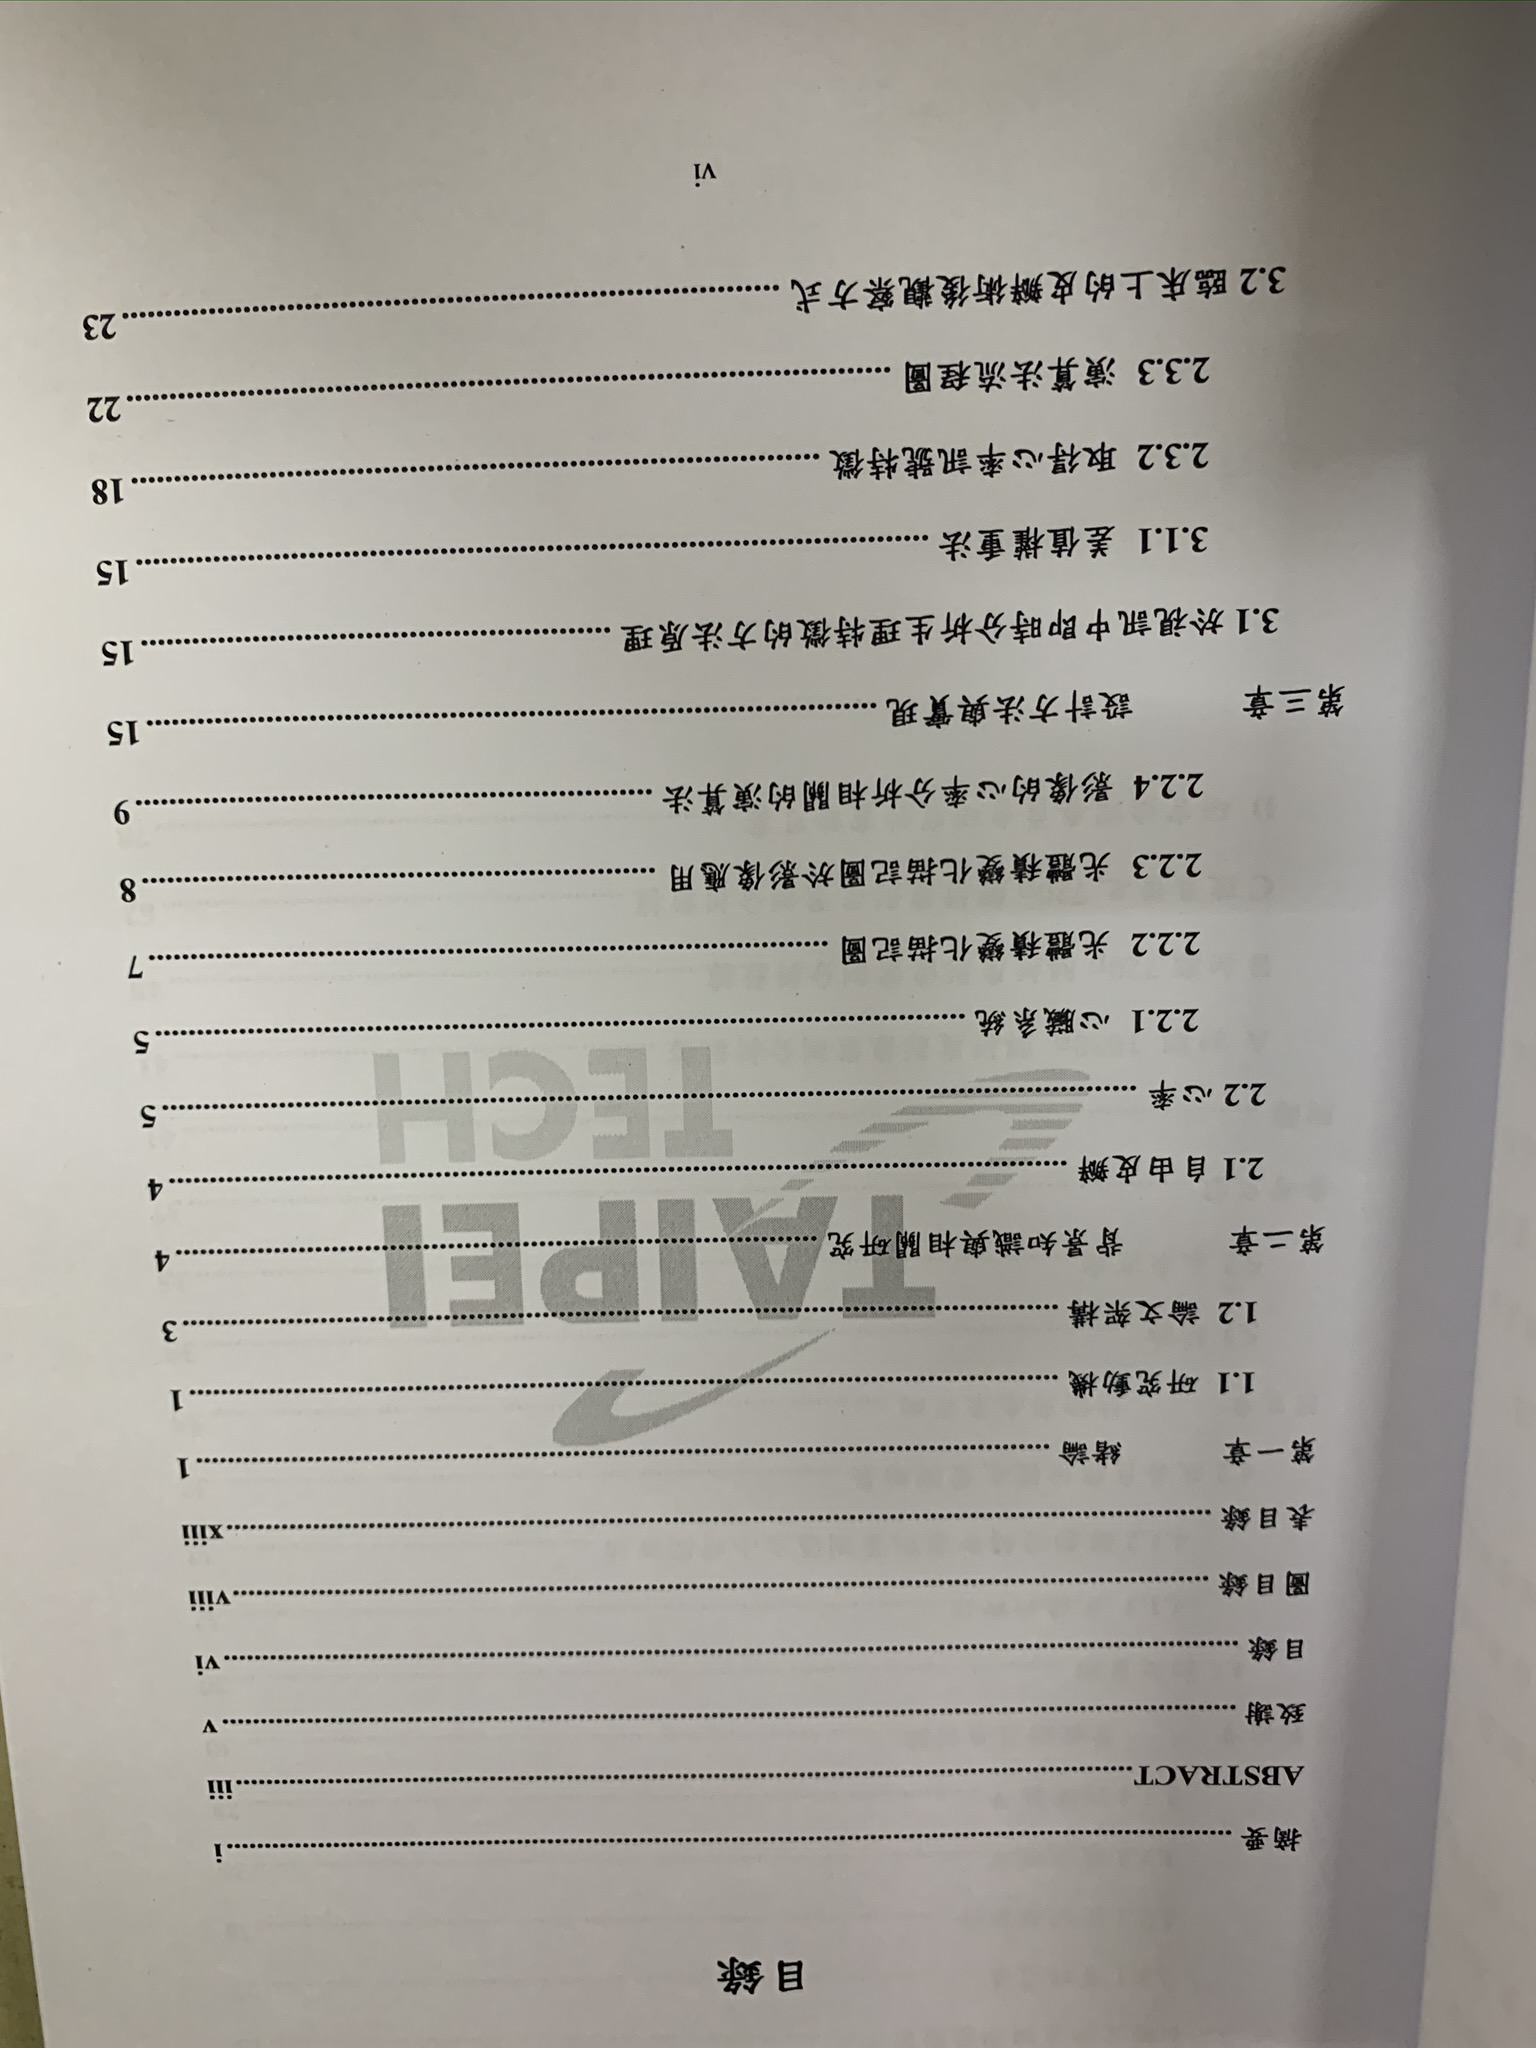 目錄
摘要 i
ABSTRACT iii
致謝 v
目錄 vi
圖目錄 viii
表目錄 xiii
第一章 緒論 1
1.1 研究動機 1
1.2 論文架構 3
第二章 背景知識與相關研究 4
2.1 自由皮瓣 4
2.2 心率 5
2.2.1 心臟系統 5
2.2.2 光體積變化描記圖 7
2.2.3 光體積變化描記圖於影像應用 8
2.2.4 影像的心率分析相關的演算法 9
第三章 設計方法與實現 15
3.1 於視訊中即時分析生理特徵的方法原理 15
3.1.1 差值權重法 15
2.3.2 取得心率訊號特徵 18
2.3.3 演算法流程圖 22
3.2 臨床上的皮瓣術後觀察方式 23
vi
TAIPEI
TECH